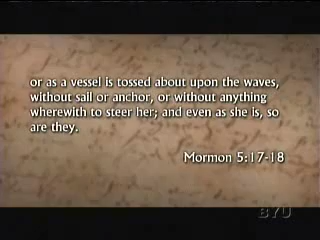 or as a vessel is tossed about upon the waves,
without sail or anchor, or without anything
wherewith to steer her; and even as she is, so
are they.
Mormon 5:17-18
BYU